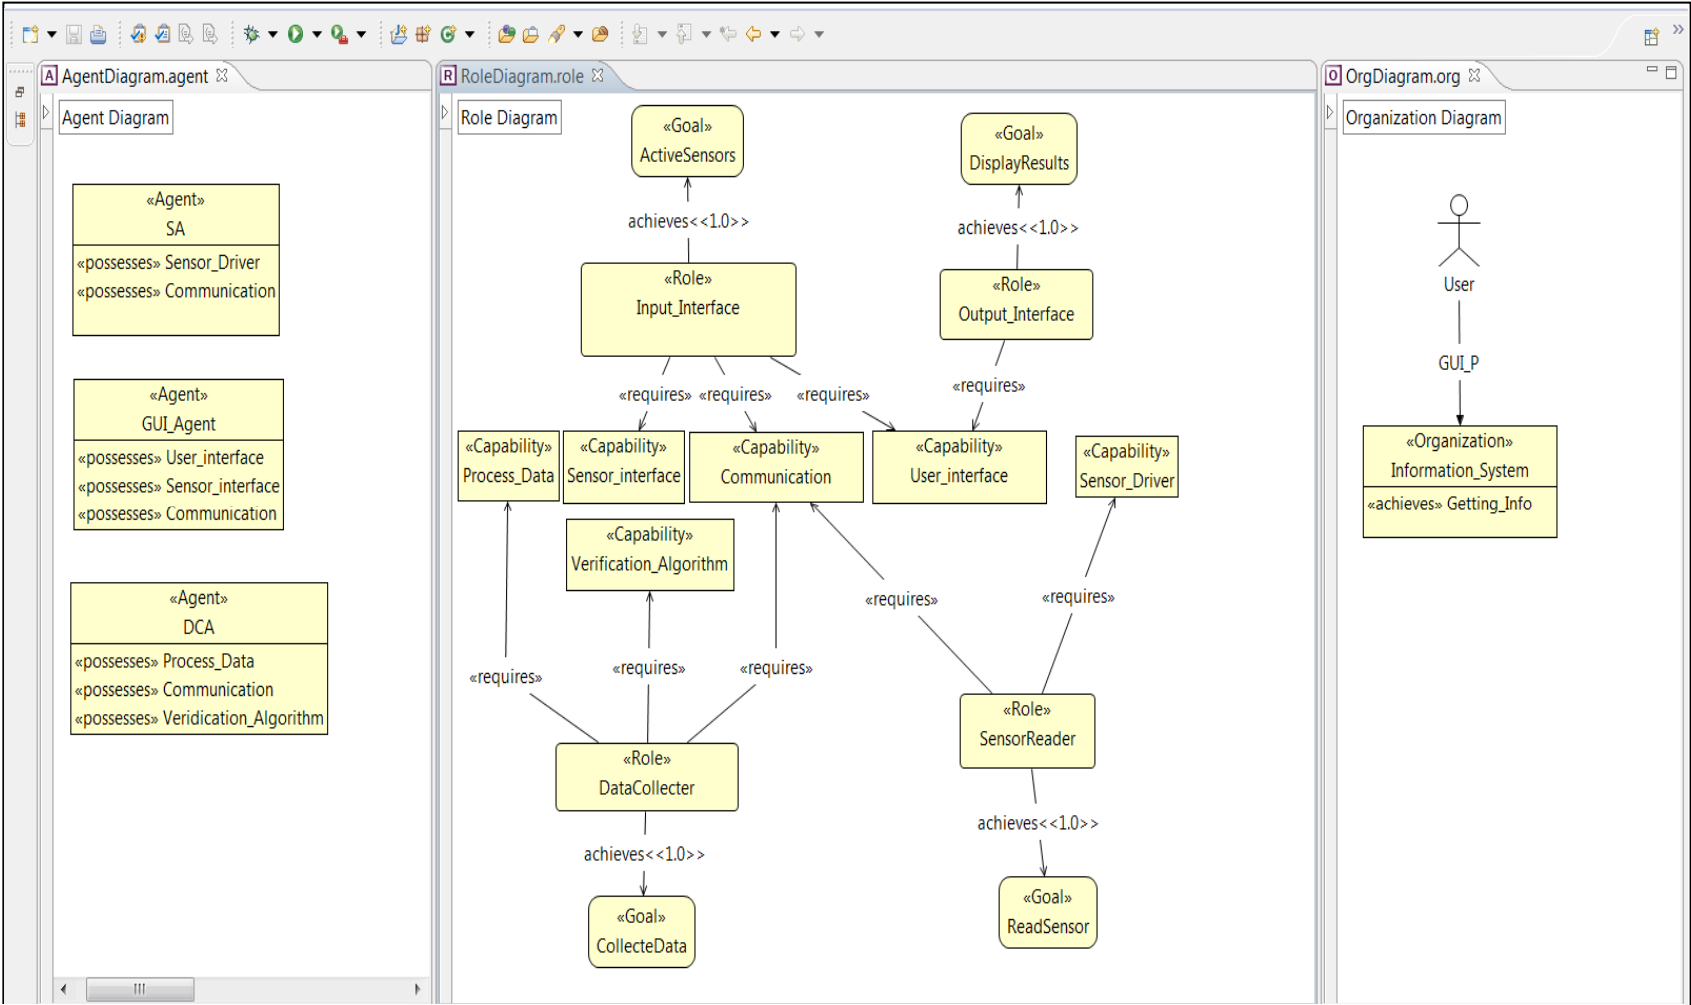 AgentDiagram.agent
Agent Diagram
«Agent»
SA
«possesses» Sensor_Driver
«possesses» Communication
«Agent»
GUI_Agent
«possesses» User_interface
«possesses» Sensor_interface
«possesses» Communication
«Agent»
DCA
«possesses» Process_Data
«possesses» Communication
«possesses» Veridication_Algorithm
RoleDiagram.role
Role Diagram
«Goal»
ActiveSensors
«Goal»
DisplayResults
achieves<<1.0>>
achieves<<1.0>>
«Role»
Input_Interface
«Role»
Output_Interface
«requires»
«requires»
«requires»
«requires»
«Capability»
Process_Data
«Capability»
Sensor_interface
«Capability»
Communication
«Capability»
User_interface
«Capability»
Sensor_Driver
«Capability»
Verification_Algorithm
«requires»
«requires»
«requires»
«requires»
«requires»
«Role»
DataCollecter
«Role»
SensorReader
achieves<<1.0>>
achieves<<1.0>>
«Goal»
CollecteData
«Goal»
ReadSensor
OrgDiagram.org
Organization Diagram
User
GUI_P
«Organization»
Information_System
«achieves» Getting_Info